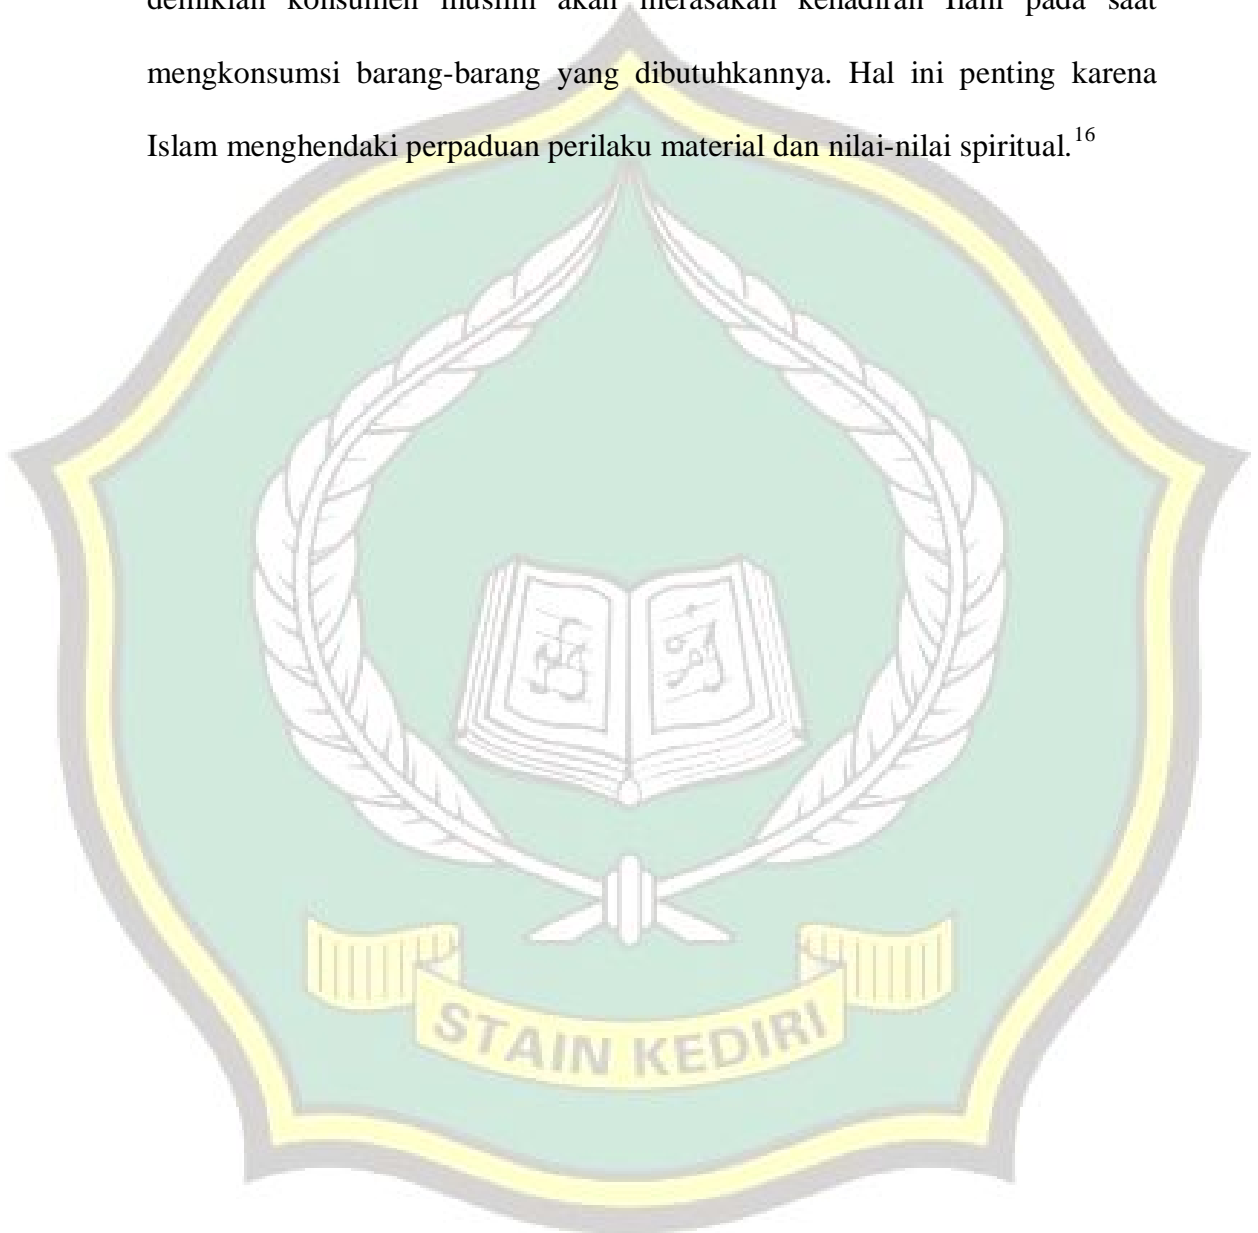 demikian konsumen muslim akan merasakan kehadiran Ilahi pada saat
mengkonsumsi barang-barang yang dibutuhkannya. Hal ini penting karena
Islam menghendaki perpaduan perilaku material dan nilai-nilai spiritual.16
STAIN KEDIRI